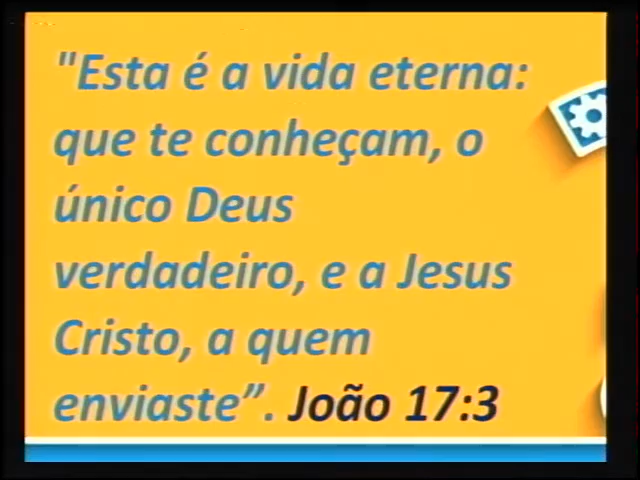 "Esta é a vida eterna:
que te conheçam, o
único Deus
verdadeiro, e a Jesus
Cristo, a quem
enviaste”. João 17:3